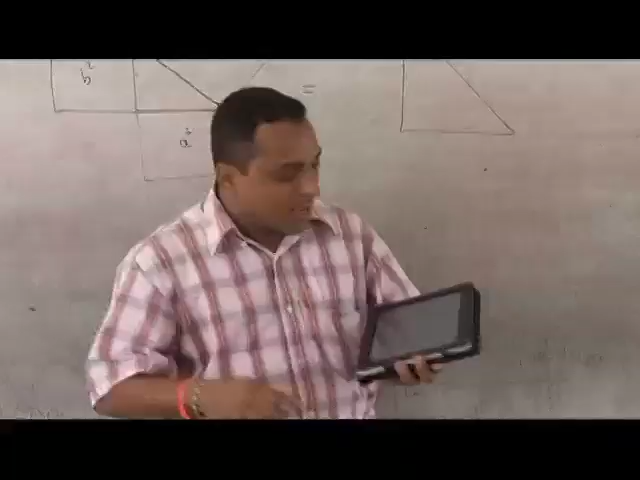 b²
=
a²